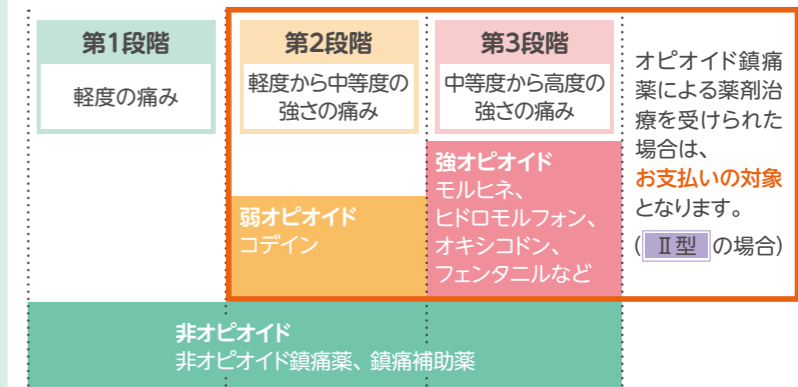 第1段階
軽度の痛み
第2段階
軽度から中等度の
強さの痛み
弱オピオイド
コデイン
第3段階
中等度から高度の
強さの痛み
強オピオイド
モルヒネ、
ヒドロモルフォン、
オキシコドン、
フェンタニルなど
オピオイド鎮痛
薬による薬剤治
療を受けられた
場合は、
お支払いの対象
となります。
(Ⅱ型の場合)
非オピオイド
非オピオイド鎮痛薬、鎮痛補助薬